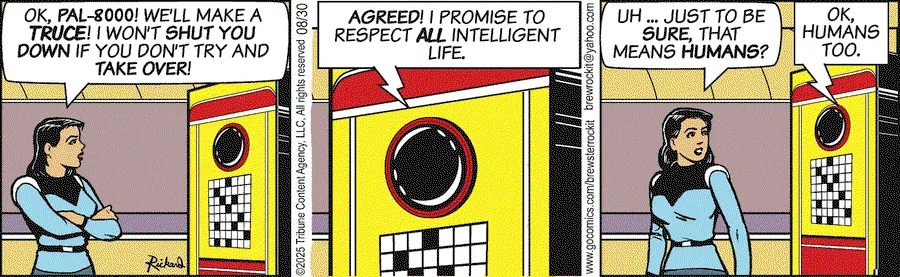 OK, PAL-8000! WE'LL MAKE A
TRUCE! I WON'T SHUT YOU
DOWN IF YOU DON'T TRY AND
TAKE OVER!
Rickard
©2025 Tribune Content Agency, LLC, All rights reserved 08/30
AGREED! I PROMISE TO
RESPECT ALL INTELLIGENT
LIFE.
www.gocomics.com/brewsterrockit brewrockit@yahoo.com
UH ... JUST TO BE
SURE, THAT
MEANS HUMANS?
OK,
HUMANS
TOO.